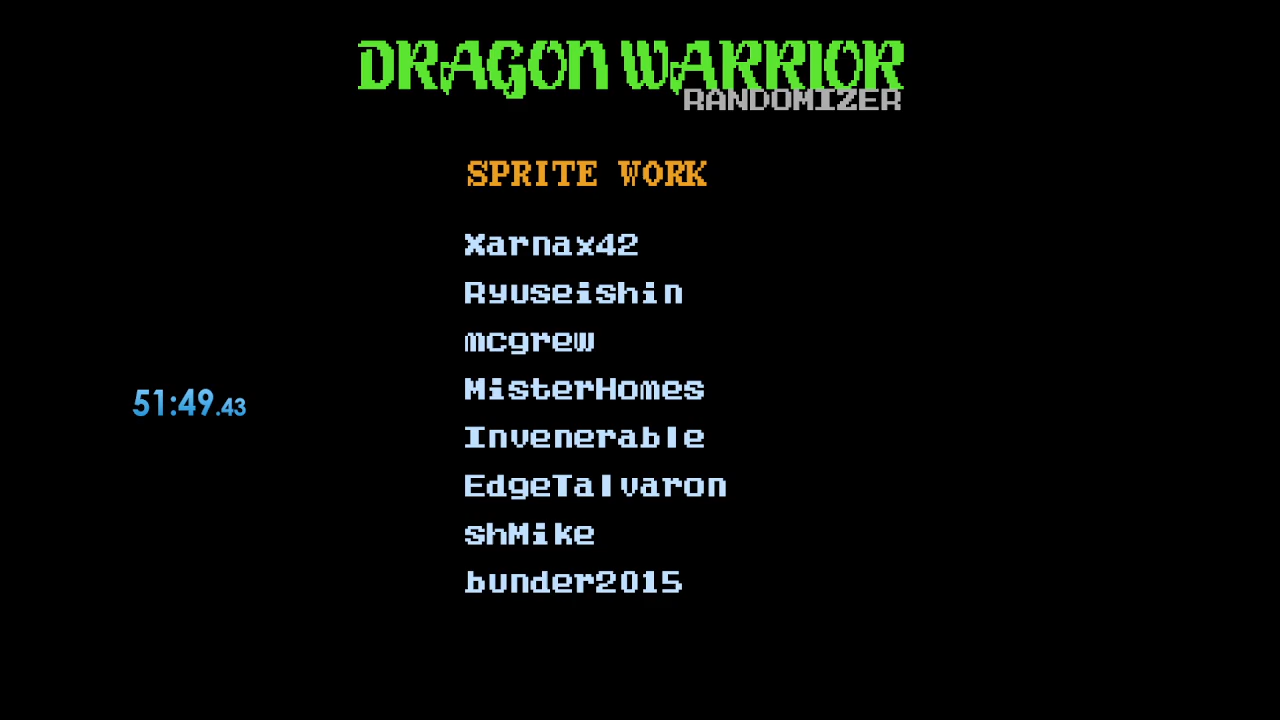 DRAGON WARRIOR
RANDOMIZER
SPRITE WORK
Xarnax42
Ryuseishin
mcgrew
MisterHomes
51:49.43
Invenerable
EdgeTalvaron
shMike
bunder2015